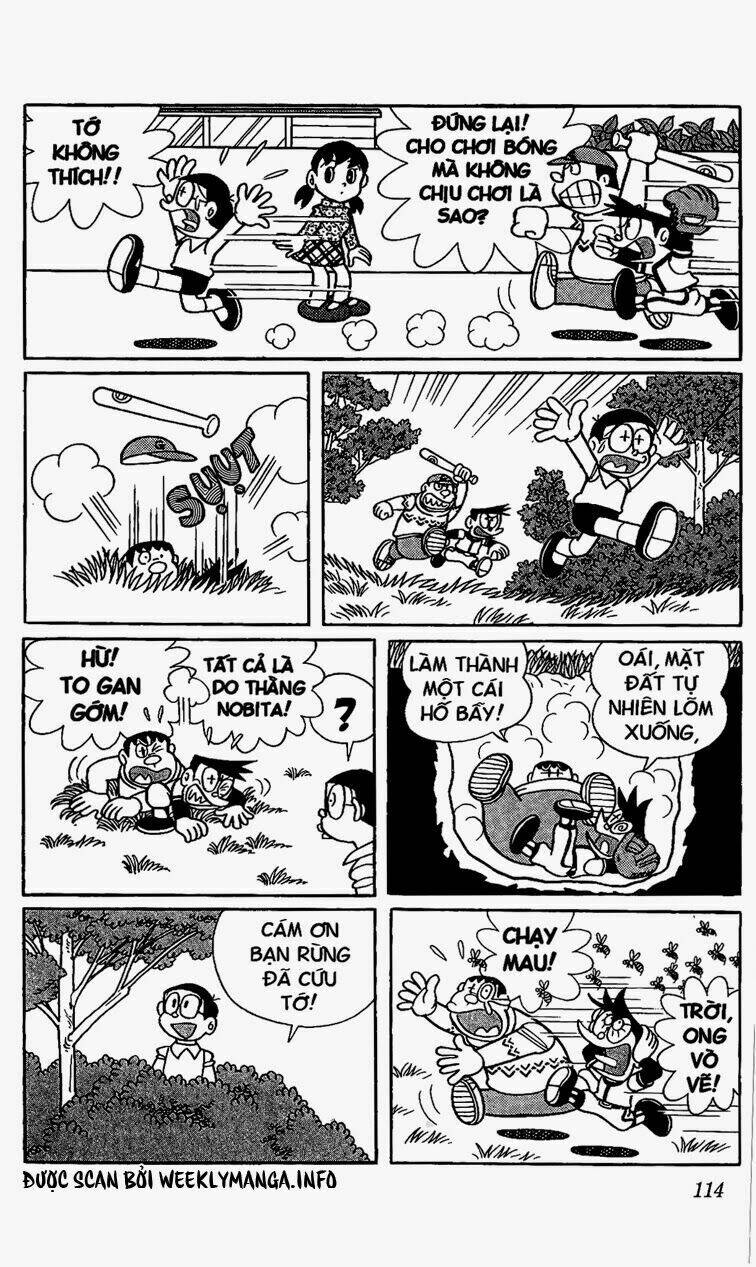 ĐỨNG LẠI!
CHO CHƠI BÓNG
MÀ KHÔNG
CHỊU CHƠI LÀ
SAO?
TỚ
KHÔNG
THÍCH!!
SỤỤT
OÁI, MẶT
ĐẤT TỰ
NHIÊN LÕM
XUỐNG,
LÀM THÀNH
MỘT CÁI
HỐ BẪY!
?
TẤT CẢ LÀ
DO THẰNG
NOBITA!
HỪ!
TO GAN
GỚM!
TRỜI,
ONG
VÒ
VẼ!
CHẠY
MAU!
CÁM ƠN
BẠN RỪNG
ĐÃ CỨU
TỚ!
ĐƯỢC SCAN BỞI WEEKLYMANGA.INFO
114